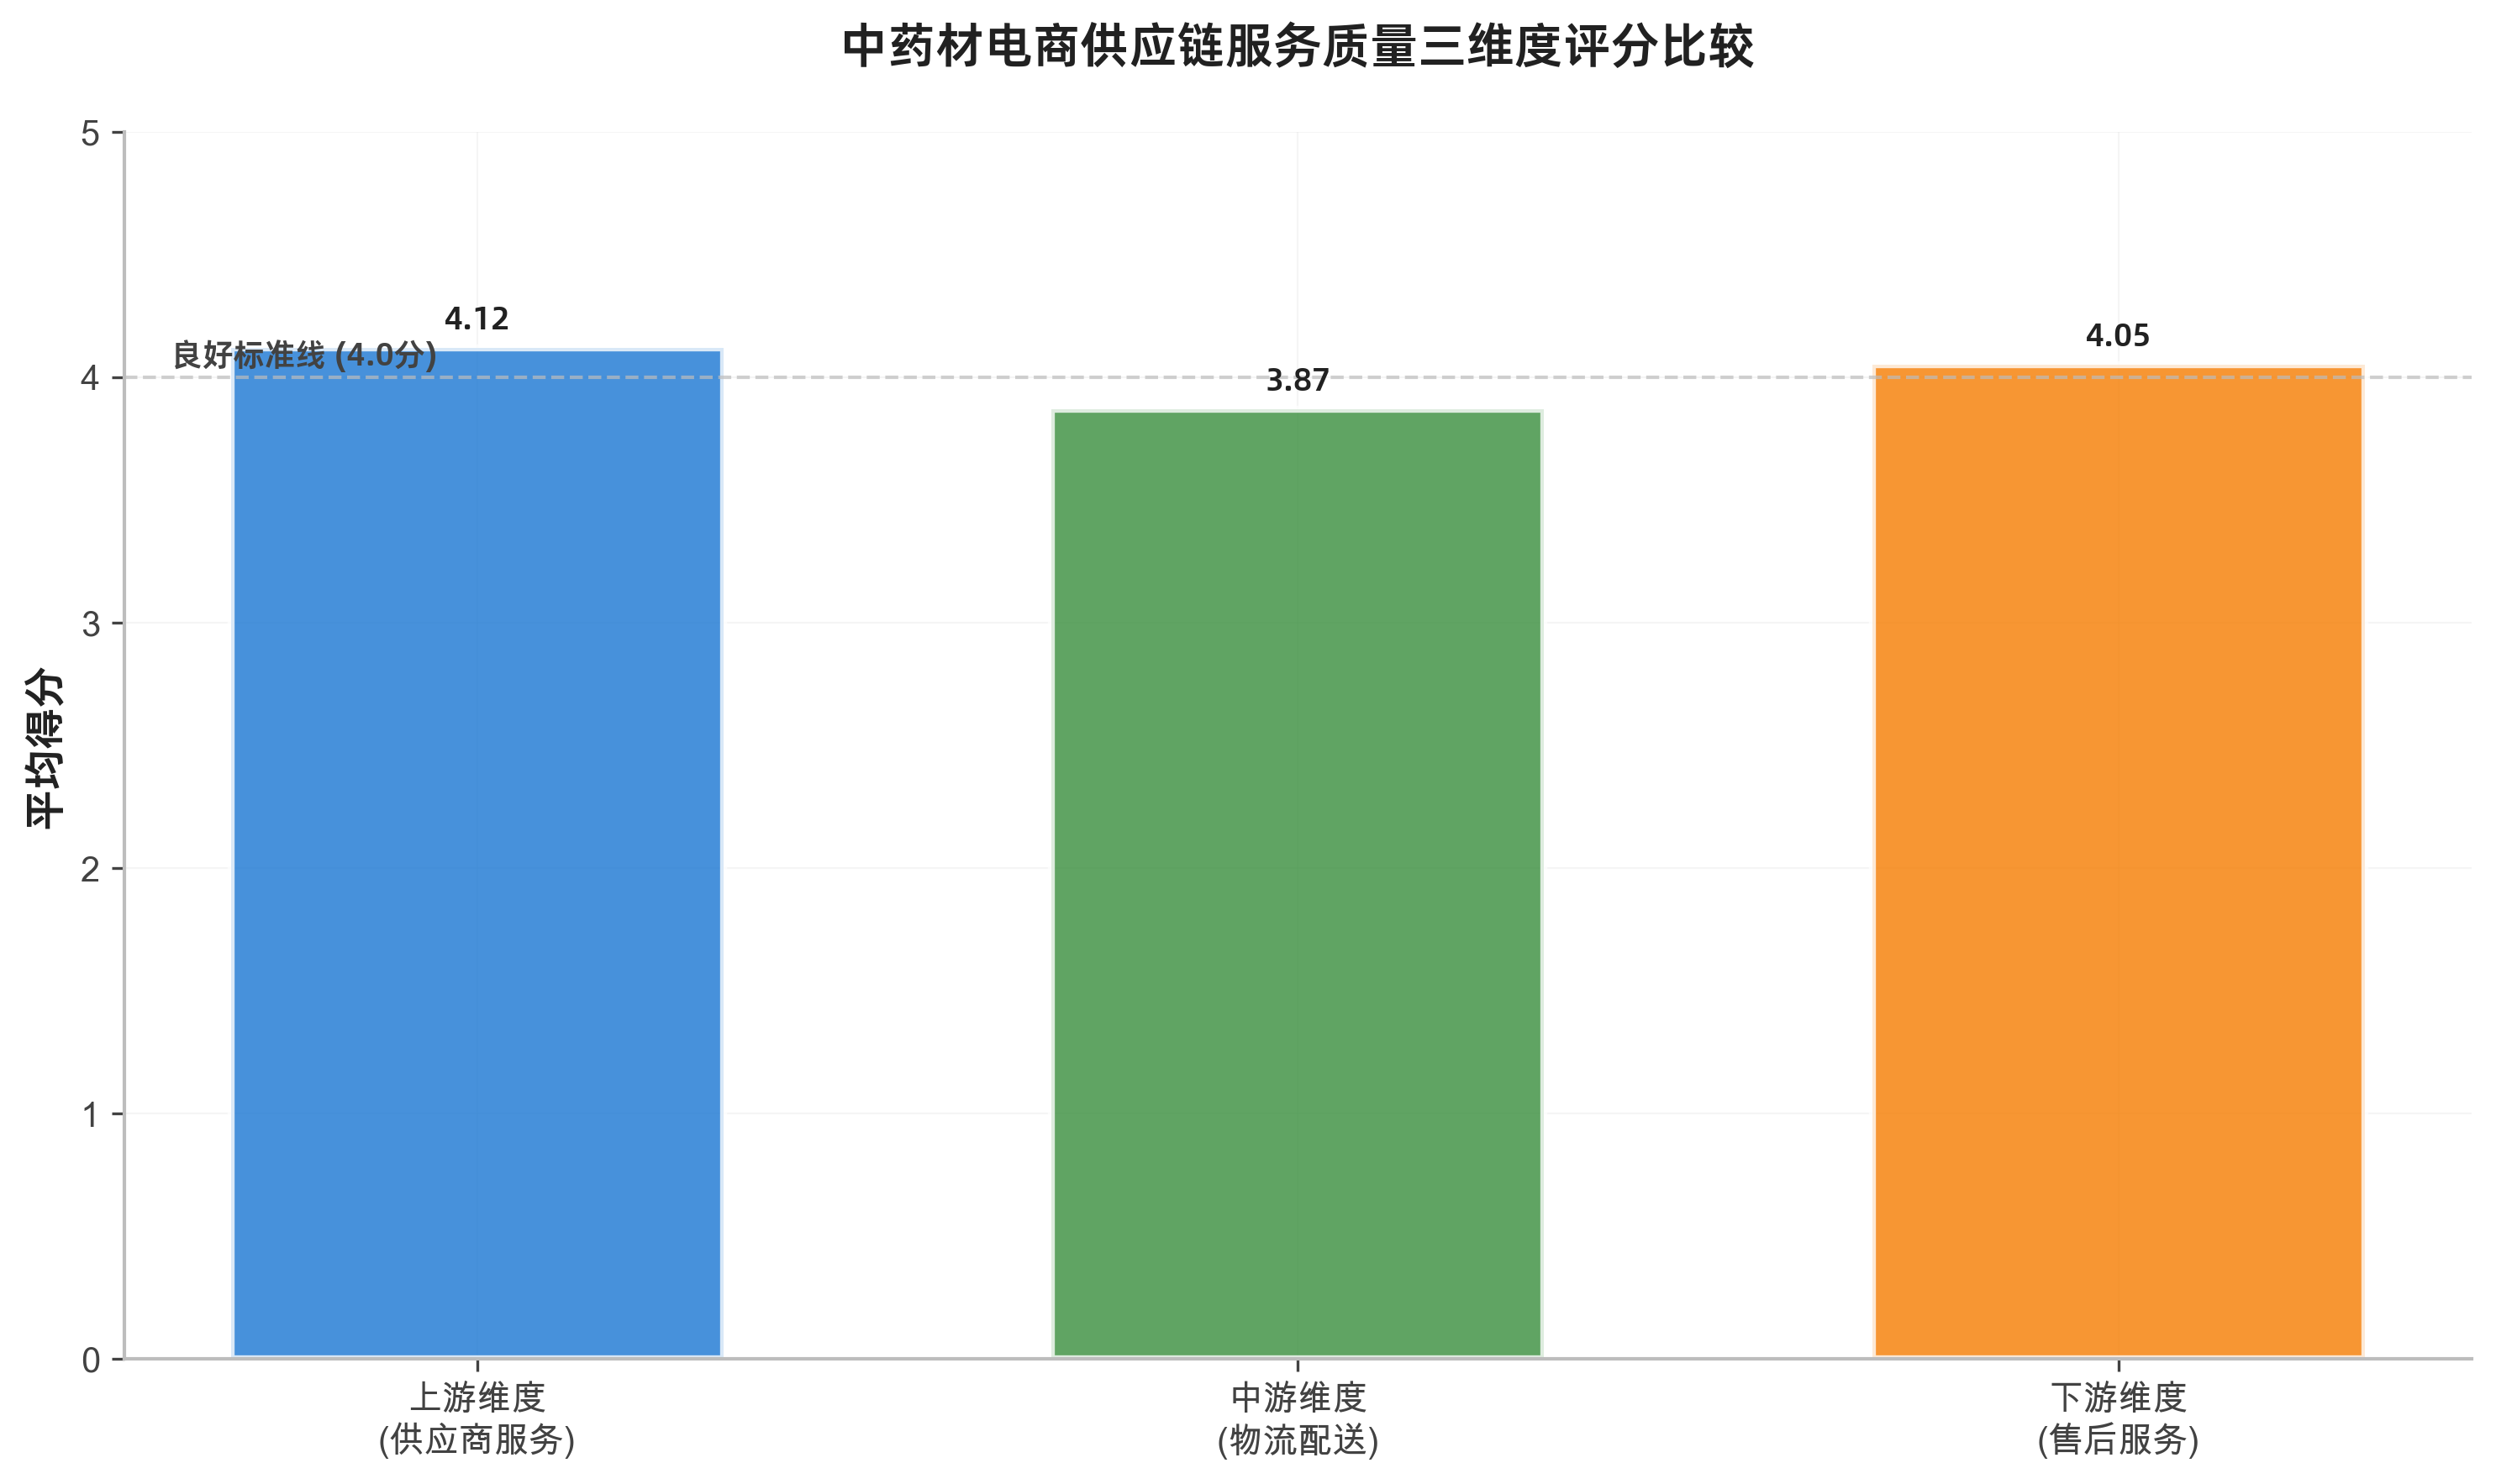 中药材电商供应链服务质量三维度评分比较
平均得分
5
4
3
2
1
0
良好标准线 (4.0分)
4.12
3.87
4.05
上游维度
(供应商服务)
中游维度
(物流配送)
下游维度
(售后服务)